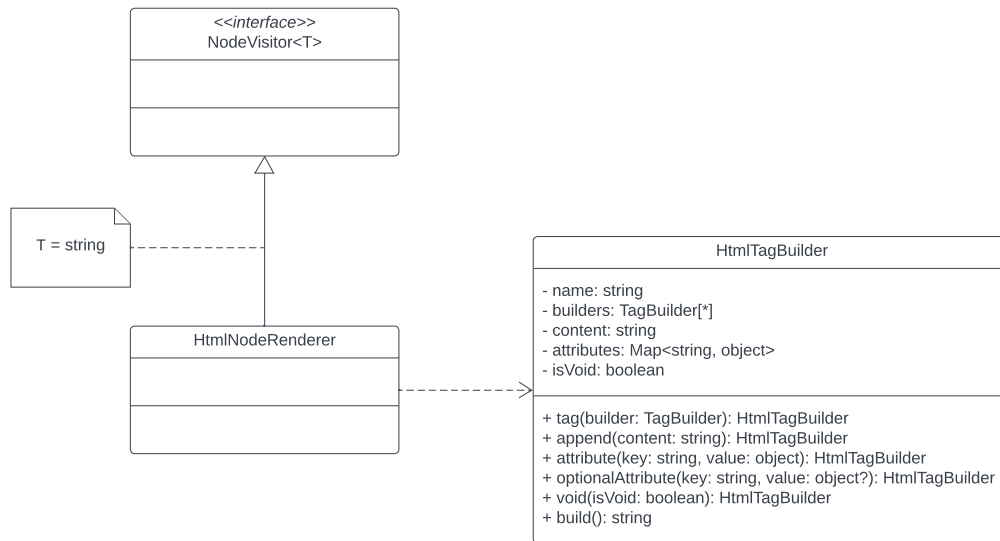 <<interface>>
NodeVisitor<T>
T = string
HtmlNodeRenderer
HtmlTagBuilder
- name: string
- builders: TagBuilder[*]
- content: string
- attributes: Map<string, object>
- isVoid: boolean
+ tag(builder: TagBuilder): HtmlTagBuilder
+ append(content: string): HtmlTagBuilder
+ attribute(key: string, value: object): HtmlTagBuilder
+ optionalAttribute(key: string, value: object?): HtmlTagBuilder
+ void(isVoid: boolean): HtmlTagBuilder
+ build(): string